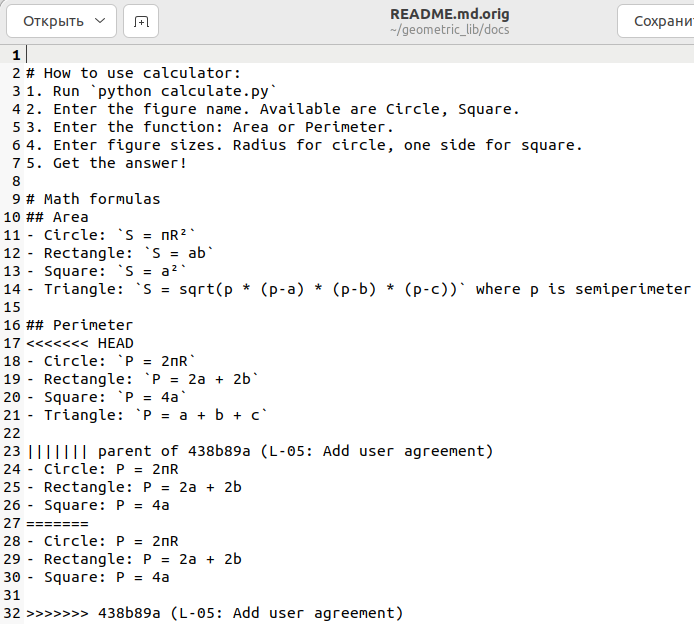 Открыть
README.md.orig
~/geometric_lib/docs
1
2 # How to use calculator:
3 1. Run `python calculate.py`
4 2. Enter the figure name. Available are Circle, Square.
5 3. Enter the function: Area or Perimeter.
6 4. Enter figure sizes. Radius for circle, one side for square.
7 5. Get the answer!
8
9 # Math formulas
10 ## Area
11 - Circle: `S = πR²`
12 - Rectangle: `S = ab`
13 - Square: `S = a²`
14 - Triangle: `S = sqrt(p * (p-a) * (p-b) * (p-c))` where p is semiperimeter
15
16 ## Perimeter
17 <<<<<<< HEAD
18 - Circle: `P = 2πR`
19 - Rectangle: `P = 2a + 2b`
20 - Square: `P = 4a`
21 - Triangle: `P = a + b + c`
22
23 ||||||| parent of 438b89a (L-05: Add user agreement)
24 - Circle: P = 2πR
25 - Rectangle: P = 2a + 2b
26 - Square: P = 4a
27 =======
28 - Circle: P = 2πR
29 - Rectangle: P = 2a + 2b
30 - Square: P = 4a
31
32 >>>>>>> 438b89a (L-05: Add user agreement)